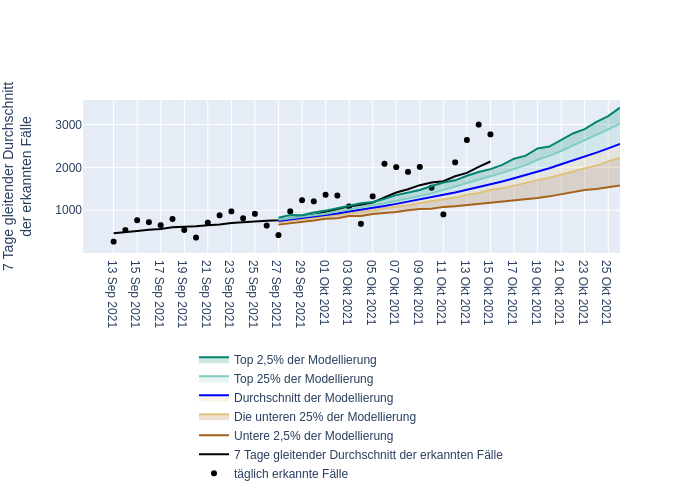 7 Tage gleitender Durchschnitt
der erkannten Fälle
3000
2000
1000
13 Sep 2021
15 Sep 2021
17 Sep 2021
19 Sep 2021
21 Sep 2021
23 Sep 2021
25 Sep 2021
27 Sep 2021
29 Sep 2021
01 Okt 2021
03 Okt 2021
05 Okt 2021
07 Okt 2021
09 Okt 2021
11 Okt 2021
13 Okt 2021
15 Okt 2021
17 Okt 2021
19 Okt 2021
21 Okt 2021
23 Okt 2021
25 Okt 2021
Top 2,5% der Modellierung
Top 25% der Modellierung
Durchschnitt der Modellierung
Die unteren 25% der Modellierung
Untere 2,5% der Modellierung
7 Tage gleitender Durchschnitt der erkannten Fälle
täglich erkannte Fälle